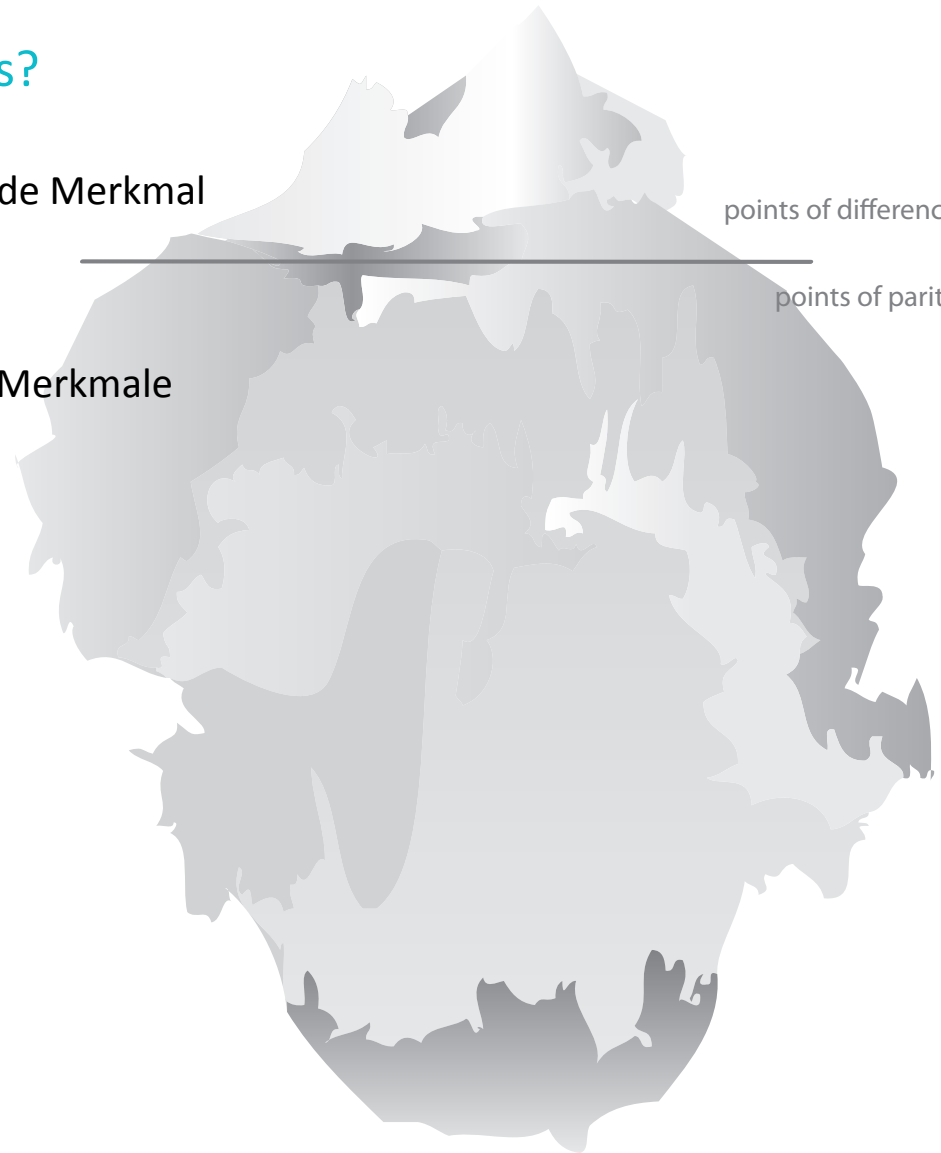 s?
de Merkmal
points of differenc
points of parit
Merkmale